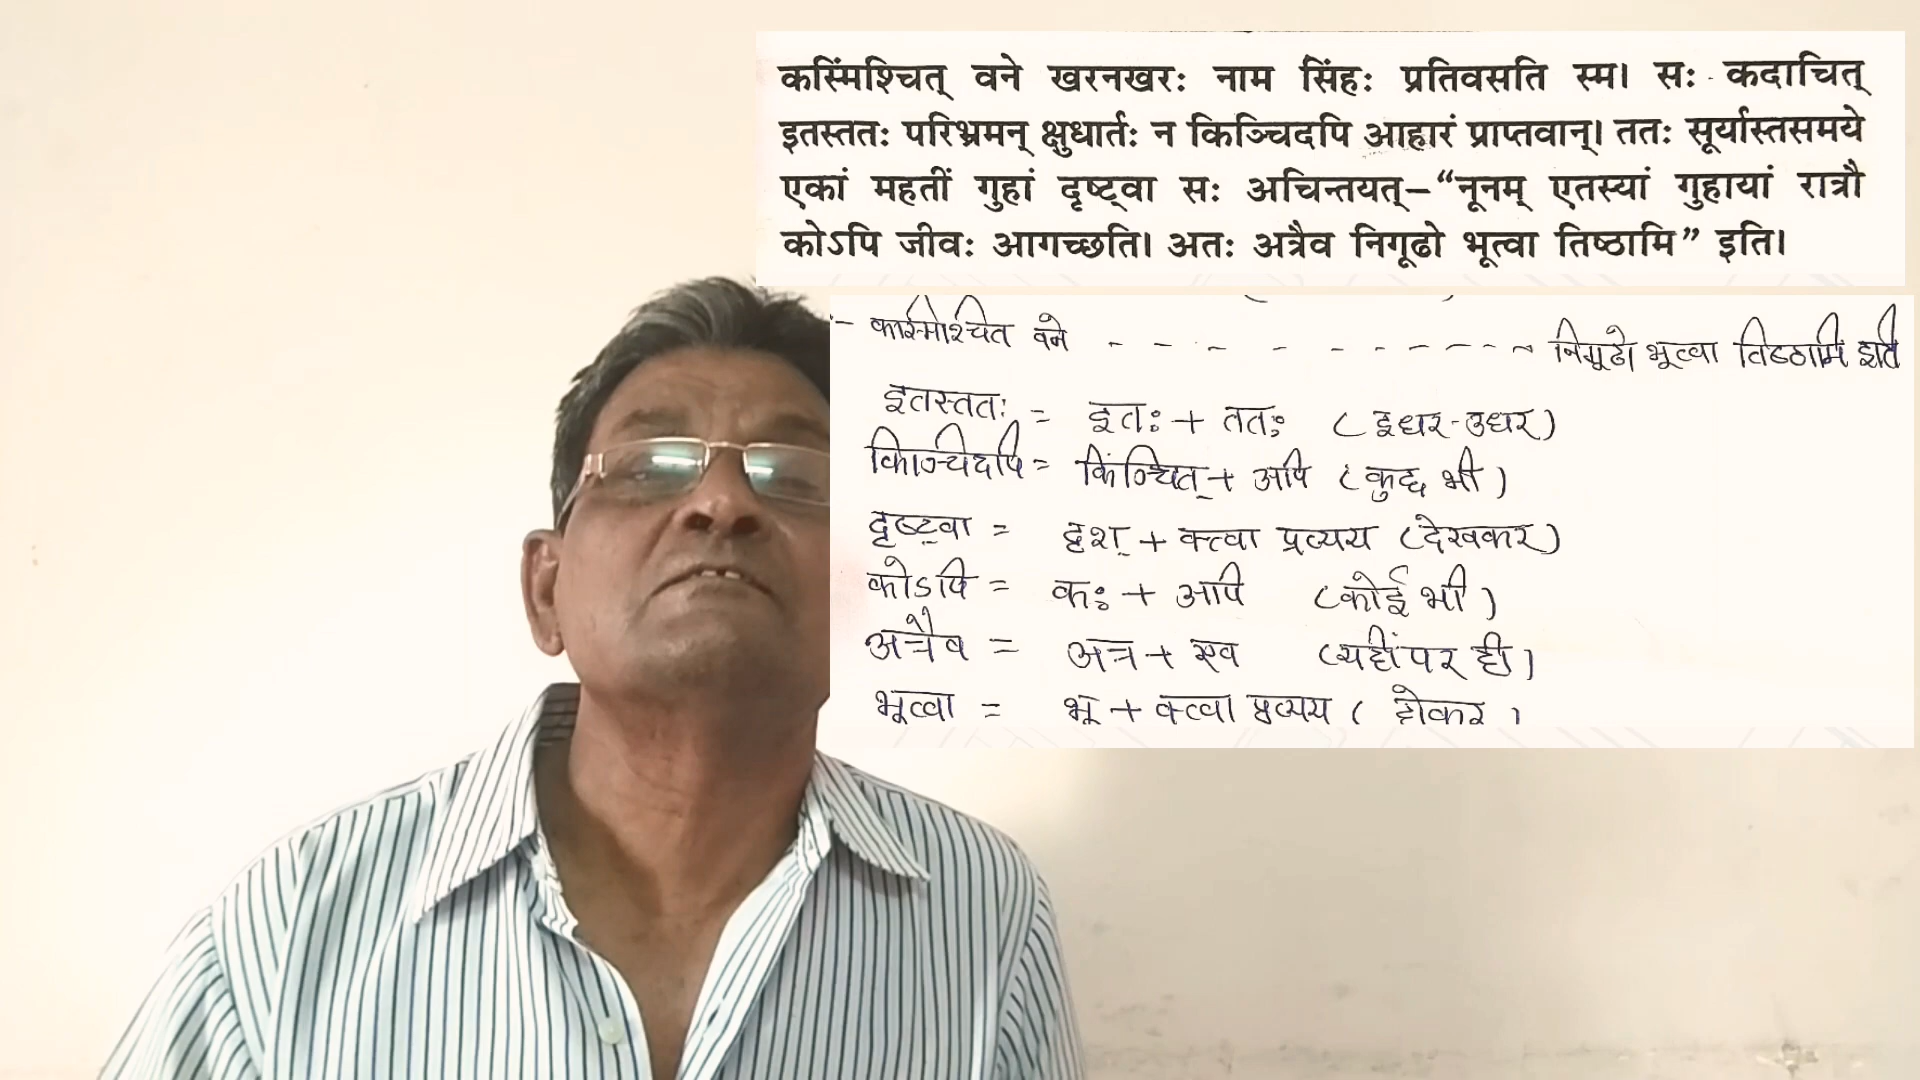 कस्मिंश्चित् वने खरनखरः नाम सिंहः प्रतिवसति स्म। सः कदाचित्
इतस्ततः परिभ्रमन् क्षुधार्तः न किञ्चिदपि आहारं प्राप्तवान्। ततः सूर्यास्तसमये
एकां महतीं गुहां दृष्ट्वा सः अचिन्तयत्–“नूनम् एतस्यां गुहायां रात्रौ
कोऽपि जीवः आगच्छति। अतः अत्रैव निगूढो भूत्वा तिष्ठामि” इति।
वने - - - - - - - - - - - - निगूढो भूत्वा तिष्ठामि इति
इतस्ततः = इतः + ततः (इधर-उधर)
किञ्चिदपि = किंञ्चित् + अपि (कुछ भी)
दृष्ट्वा = दृश् + क्त्वा प्रत्यय (देखकर)
कोऽपि = कः + अपि (कोई भी)
अत्रैव = अत्र + एव (यहीं पर ही)
भूत्वा = भू + क्त्वा प्रत्यय (होकर)